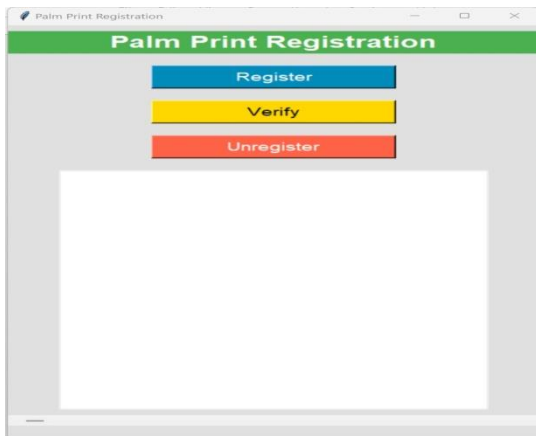 Palm Print Registration
Palm Print Registration
Register
Verify
Unregister